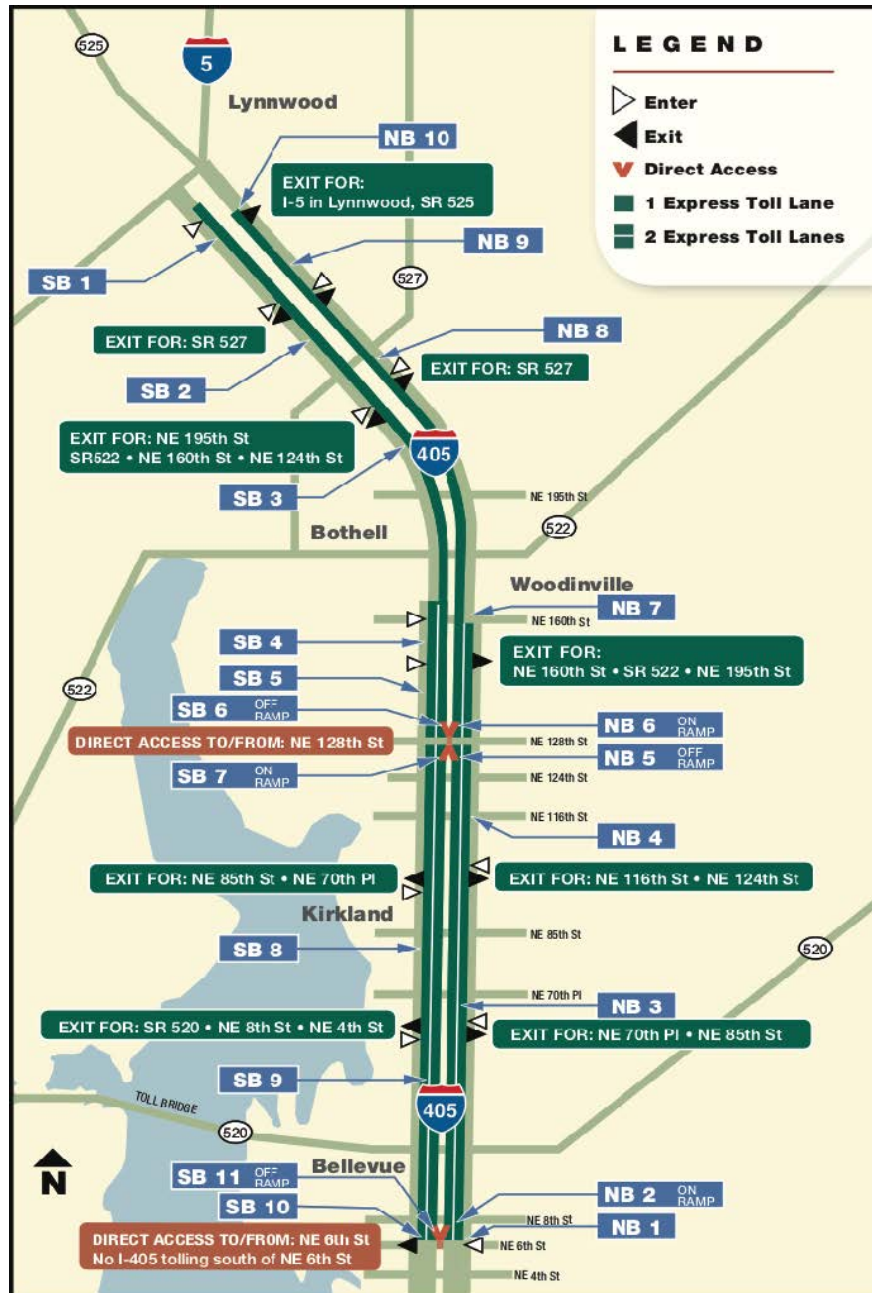 LEGEND
Enter
Exit
Direct Access
1 Express Toll Lane
2 Express Toll Lanes
525
5
Lynnwood
NB 10
EXIT FOR:
I-5 in Lynnwood, SR 525
NB 9
SB 1
527
NB 8
EXIT FOR: SR 527
EXIT FOR: SR 527
SB 2
EXIT FOR: NE 195th St
SR522 • NE 160th St • NE 124th St
405
SB 3
NE 195th St
522
Bothell
Woodinville
NB 7
NE 160th St
SB 4
EXIT FOR:
NE 160th St • SR 522 • NE 195th St
SB 5
522
SB 6 OFF RAMP
NB 6 ON RAMP
DIRECT ACCESS TO/FROM: NE 128th St
NE 128th St
NB 5 OFF RAMP
SB 7 ON RAMP
NE 124th St
NE 116th St
NB 4
EXIT FOR: NE 85th St • NE 70th Pl
EXIT FOR: NE 116th St • NE 124th St
Kirkland
NE 85th St
SB 8
520
NE 70th Pl
NB 3
EXIT FOR: SR 520 • NE 8th St • NE 4th St
EXIT FOR: NE 70th Pl • NE 85th St
SB 9
TOLL BRIDGE
405
520
N
Bellevue
SB 11 OFF RAMP
NB 2 ON RAMP
SB 10
NE 8th St
NB 1
DIRECT ACCESS TO/FROM: NE 6th St
No I-405 tolling south of NE 6th St
NE 6th St
NE 4th St